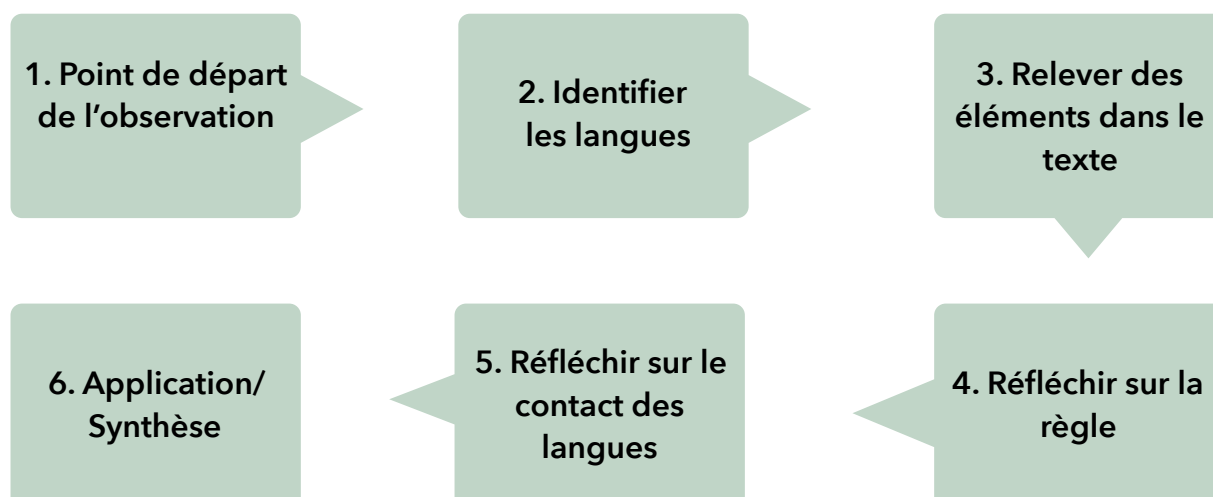 1. Point de départ
de l’observation
2. Identifier
les langues
3. Relever des
éléments dans le
texte
4. Réfléchir sur la
règle
5. Réfléchir sur le
contact des
langues
6. Application/
Synthèse